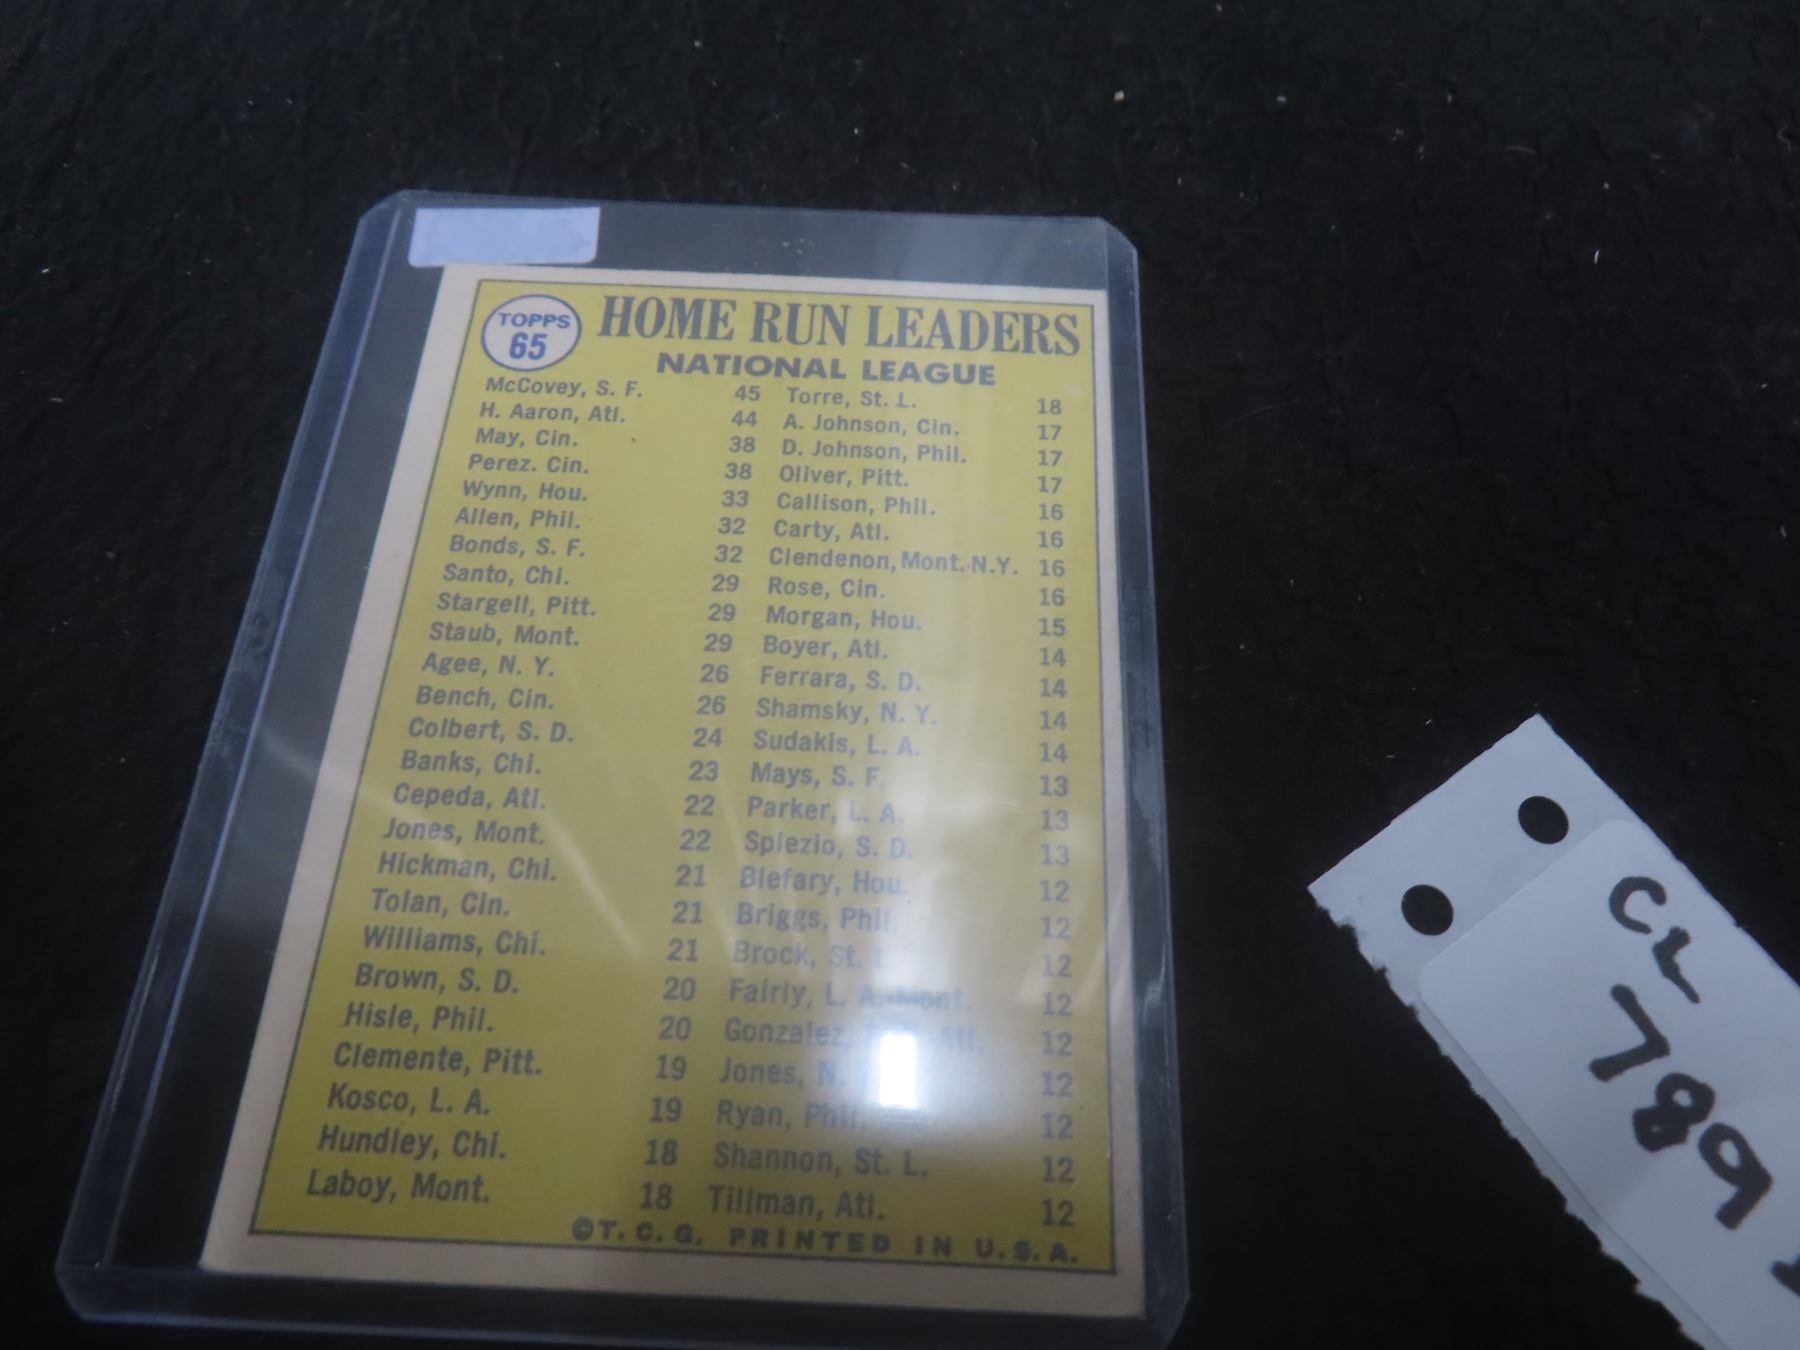 TOPPS
65
HOME RUN LEADERS
NATIONAL LEAGUE
McCovey, S. F. 45 Torre, St. L. 18
H. Aaron, Atl. 44 A. Johnson, Cin. 17
May, Cin. 38 D. Johnson, Phil. 17
Perez. Cin. 38 Oliver, Pitt. 17
Wynn, Hou. 33 Callison, Phil. 16
Allen, Phil. 32 Carty, Atl. 16
Bonds, S. F. 32 Clendenon, Mont.-N.Y. 16
Santo, Chi. 29 Rose, Cin. 16
Stargell, Pitt. 29 Morgan, Hou. 15
Staub, Mont. 29 Boyer, Atl. 14
Agee, N. Y. 26 Ferrara, S. D. 14
Bench, Cin. 26 Shamsky, N. Y. 14
Colbert, S. D. 24 Sudakis, L. A. 14
Banks, Chi. 23 Mays, S. F. 13
Cepeda, Atl. 22 Parker, L. A. 13
Jones, Mont. 22 Spiezio, S. D. 13
Hickman, Chi. 21 Blefary, Hou. 12
Tolan, Cin. 21 Briggs, Phil. 12
Williams, Chi. 21 Brock, St. L 12
Brown, S. D. 20 Fairly, L. A.-Mont. 12
Hisle, Phil. 20 Gonzalez, Atl. 12
Clemente, Pitt. 19 Jones, N. 12
Kosco, L. A. 19 Ryan, Phil. 12
Hundley, Chi. 18 Shannon, St. L. 12
Laboy, Mont. 18 Tillman, Atl. 12
©T. C. G. PRINTED IN U.S.A.
CL
789